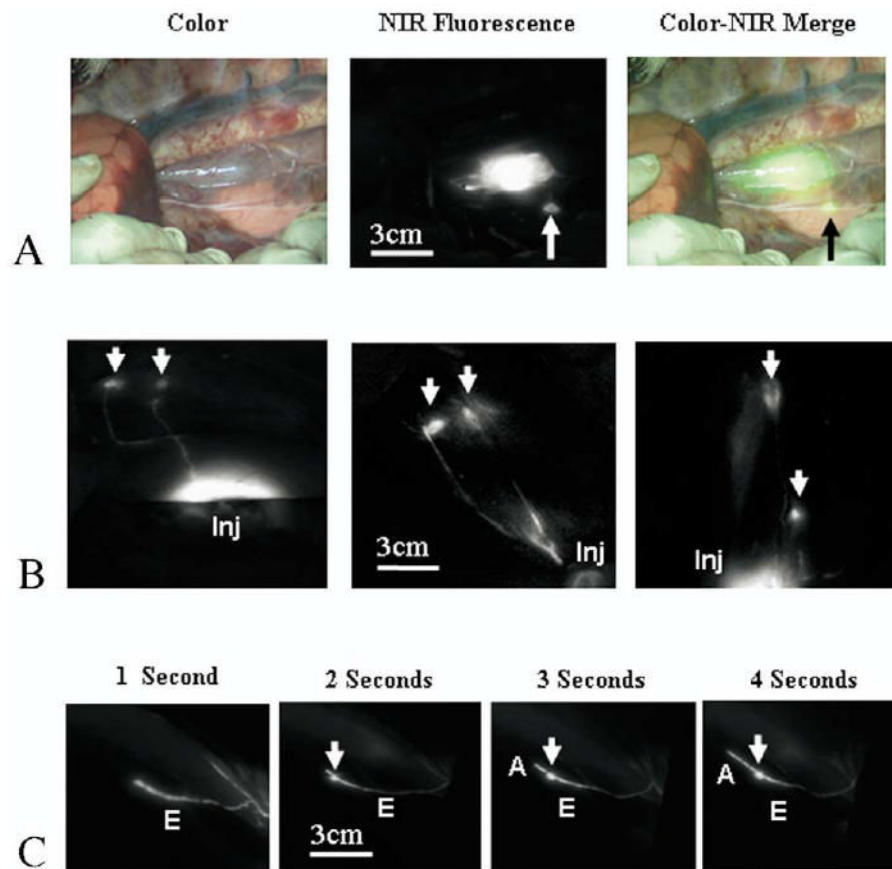 Color NIR Fluorescence Color-NIR Merge
A 3cm
B Inj 3cm Inj Inj
1 Second 2 Seconds 3 Seconds 4 Seconds
C E 3cm E A E A E